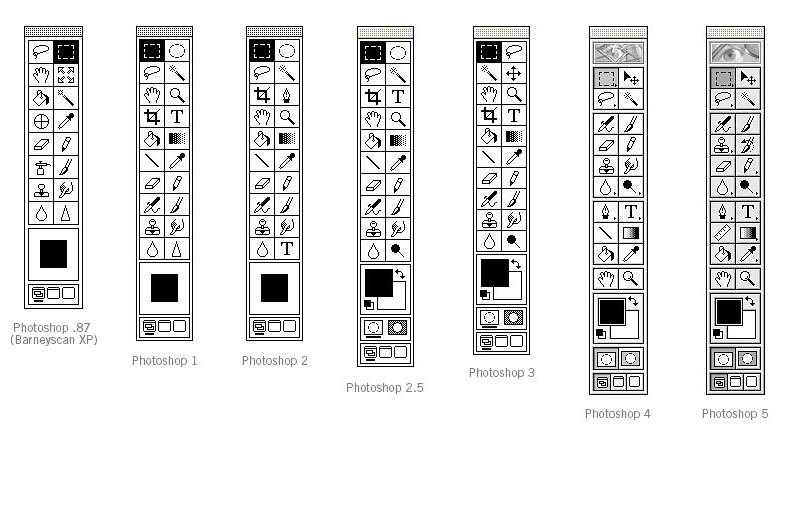 Photoshop .87
(Barneyscan XP)
Photoshop 1
Photoshop 2
Photoshop 2.5
Photoshop 3
Photoshop 4
Photoshop 5
T
T
T
T
T
T
T